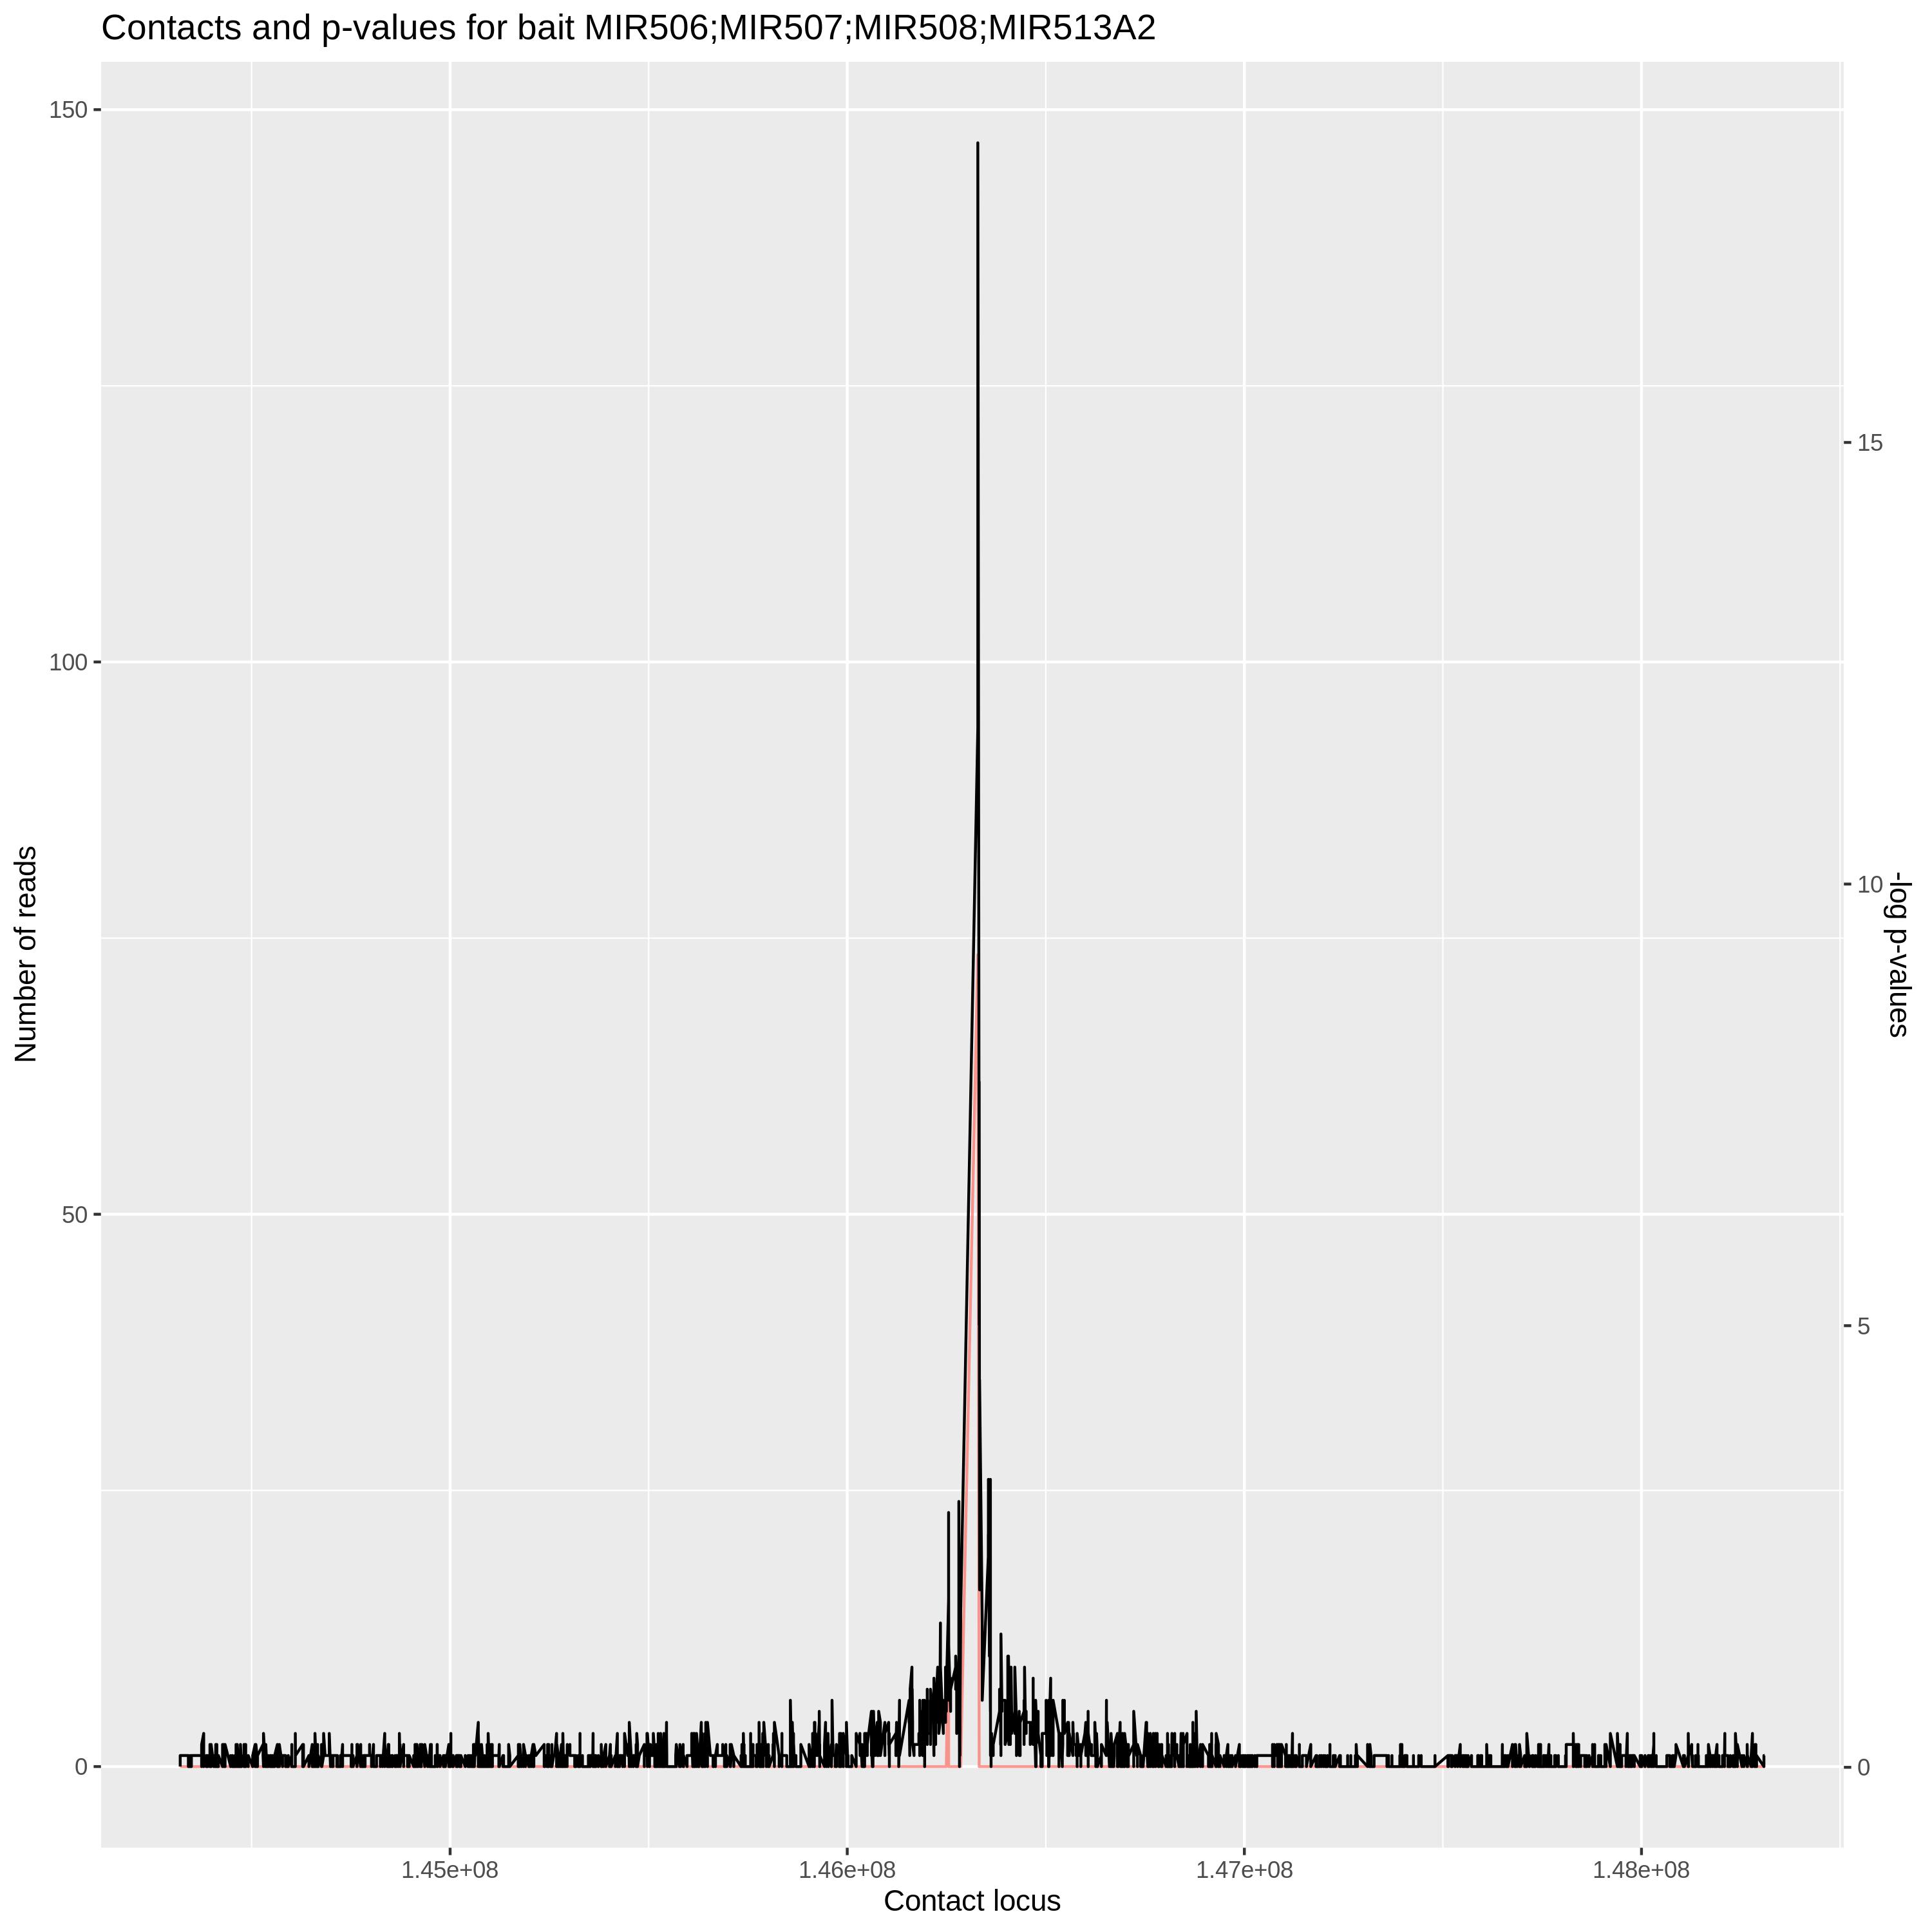 Contacts and p-values for bait MIR506;MIR507;MIR508;MIR513A2
150
100
50
0
Number of reads
15
10
5
0
-log p-values
1.45e+08
1.46e+08
1.47e+08
1.48e+08
Contact locus